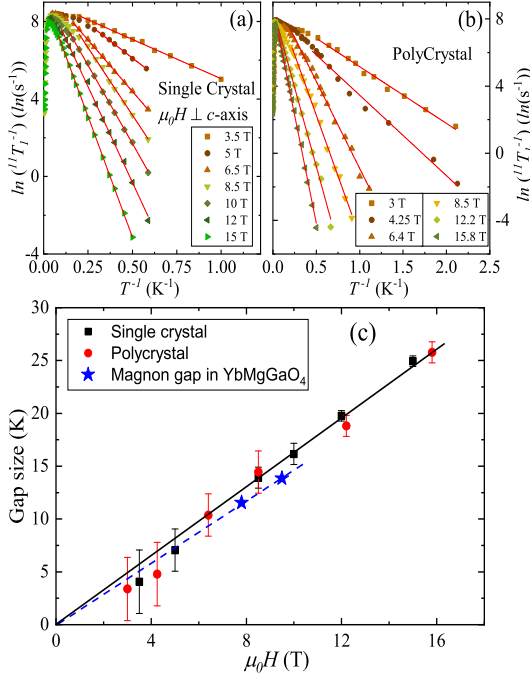 (a)
8
4
0
-4
ln (¹¹T₁⁻¹) (ln(s⁻¹))
Single Crystal
μ₀H ⊥ c-axis
3.5 T
5 T
6.5 T
8.5 T
10 T
12 T
15 T
0.00 0.25 0.50 0.75 1.00
T⁻¹ (K⁻¹)
(b)
PolyCrystal
8
4
0
-4
ln (¹¹T₁⁻¹) (ln(s⁻¹))
3 T 8.5 T
4.25 T 12.2 T
6.4 T 15.8 T
0.0 0.5 1.0 1.5 2.0 2.5
T⁻¹ (K⁻¹)
(c)
Single crystal
Polycrystal
Magnon gap in YbMgGaO₄
30
25
20
15
10
5
0
Gap size (K)
0 4 8 12 16
μ₀H (T)